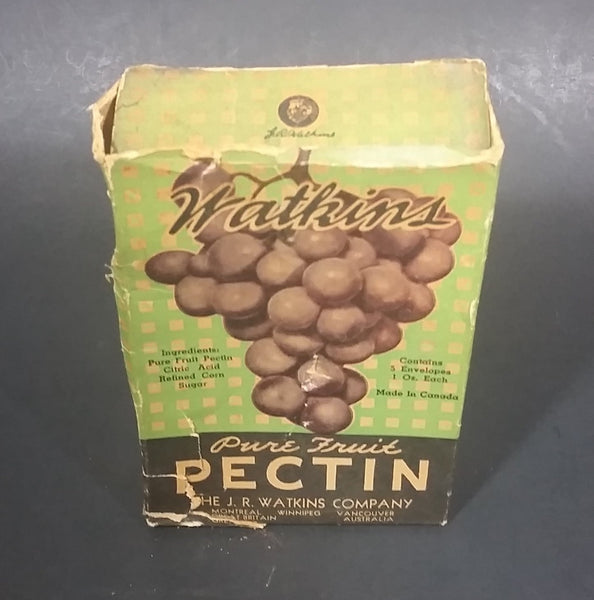 J.R. Watkins
Watkins
Ingredients:
Pure Fruit Pectin
Citric Acid
Refined Corn
Sugar
Contains
5 Envelopes
1 Oz. Each
Made In Canada
Pure Fruit
PECTIN
THE J. R. WATKINS COMPANY
MONTREAL WINNIPEG VANCOUVER
BRITAIN AUSTRALIA